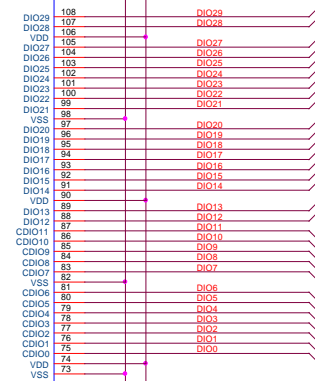 DIO29 108 DIO29
DIO28 107 DIO28
VDD 106
DIO27 105 DIO27
DIO26 104 DIO26
DIO25 103 DIO25
DIO24 102 DIO24
DIO23 101 DIO23
DIO22 100 DIO22
DIO21 99 DIO21
VSS 98
DIO20 97 DIO20
DIO19 96 DIO19
DIO18 95 DIO18
DIO17 94 DIO17
DIO16 93 DIO16
DIO15 92 DIO15
DIO14 91 DIO14
VDD 90
DIO13 89 DIO13
DIO12 88 DIO12
CDIO11 87 DIO11
CDIO10 86 DIO10
CDIO9 85 DIO9
CDIO8 84 DIO8
CDIO7 83 DIO7
VSS 82
CDIO6 81 DIO6
CDIO5 80 DIO5
CDIO4 79 DIO4
CDIO3 78 DIO3
CDIO2 77 DIO2
CDIO1 76 DIO1
CDIO0 75 DIO0
VDD 74
VSS 73